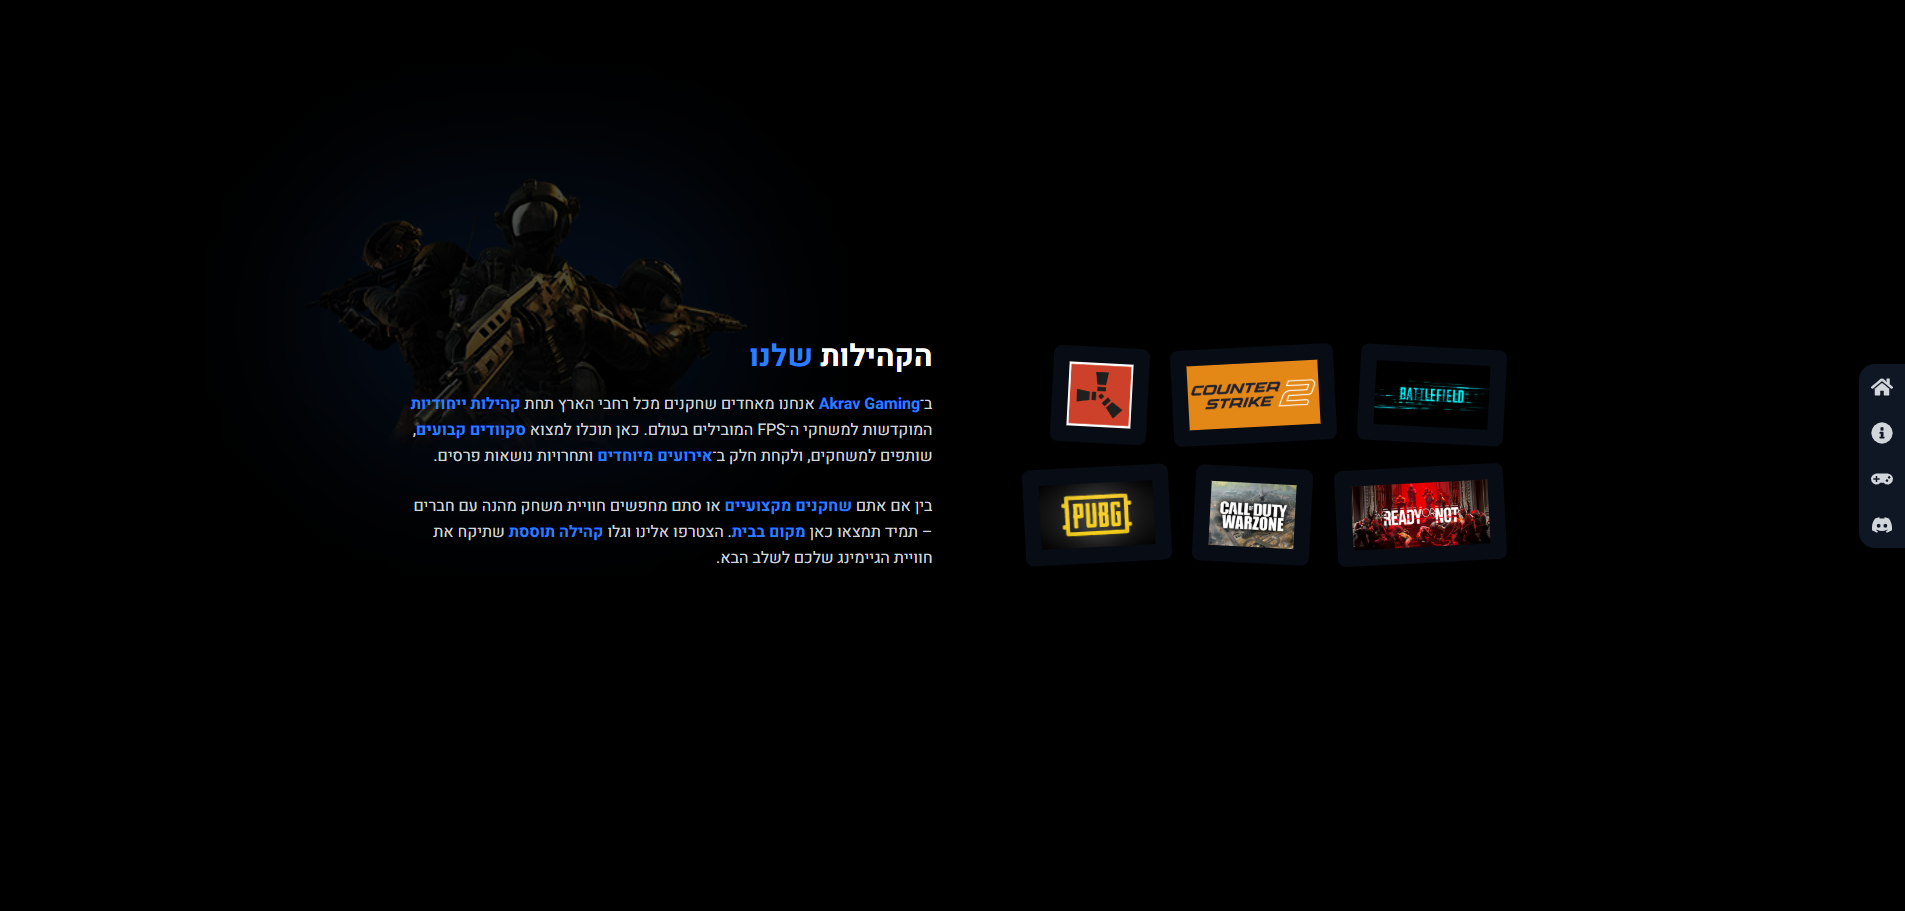 הקהילות שלנו
ב־Akrav Gaming אנחנו מאחדים שחקנים מכל רחבי הארץ תחת קהילות ייחודיות
המוקדשות למשחקי ה־FPS המובילים בעולם. כאן תוכלו למצוא סקוודים קבועים,
שותפים למשחקים, ולקחת חלק ב־אירועים מיוחדים ותחרויות נושאות פרסים.
בין אם אתם שחקנים מקצועיים או סתם מחפשים חוויית משחק מהנה עם חברים
– תמיד תמצאו כאן מקום בבית. הצטרפו אלינו וגלו קהילה תוססת שתיקח את
חוויית הגיימינג שלכם לשלב הבא.
COUNTER
STRIKE 2
BATTLEFIELD
PUBG
CALL OF DUTY
WARZONE
READY OR NOT